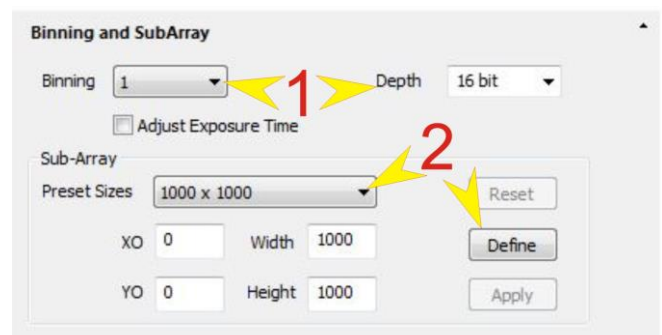 Binning and SubArray
Binning 1 1 Depth 16 bit
Adjust Exposure Time
2
Sub-Array
Preset Sizes 1000 x 1000 Reset
XO 0 Width 1000 Define
YO 0 Height 1000 Apply